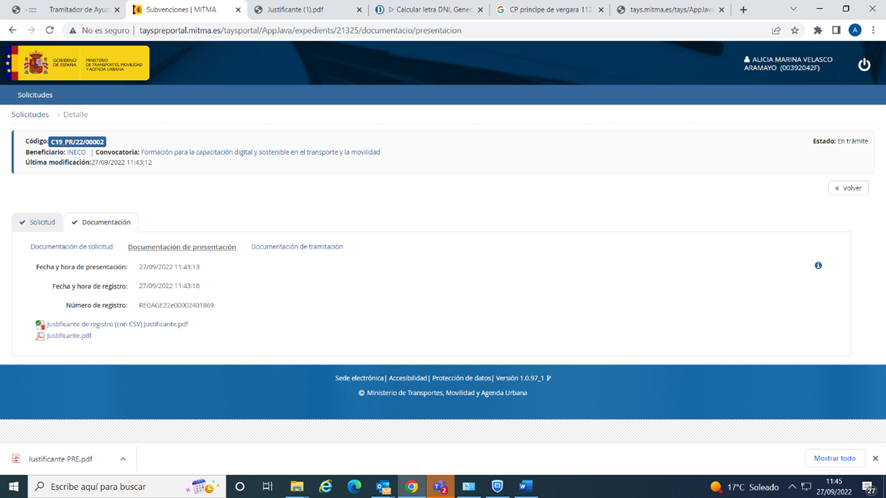 Tramitador de Ayuc
Subvenciones | MITMA
Justificante (1).pdf
▷ Calcular letra DNI, Genec
CP principe de vergara 113
tays.mitma.es/tays/AppJava
No es seguro | tayspreportal.mitma.es/taysportal/AppJava/expedients/21325/documentacio/presentacion
GOBIERNO DE ESPAÑA
MINISTERIO DE TRANSPORTES, MOVILIDAD Y AGENDA URBANA
ALICIA MARINA VELASCO
ARAMAYO (00392042F)
Solicitudes
Solicitudes » Detalle
Código: C19_PR/22/00002
Estado: En trámite
Beneficiario: INECO | Convocatoria: Formación para la capacitación digital y sostenible en el transporte y la movilidad
Última modificación:27/09/2022 11:43:12
« Volver
✔ Solicitud ✔ Documentación
Documentación de solicitud Documentación de presentación Documentación de tramitación
Fecha y hora de presentación: 27/09/2022 11:43:13
Fecha y hora de registro: 27/09/2022 11:43:16
Número de registro: REGAGE22e00002401869
Justificante de registro (con CSV) Justificante.pdf
Justificante.pdf
Sede electrónica| Accesibilidad| Protección de datos| Versión 1.0.97_1
© Ministerio de Transportes, Movilidad y Agenda Urbana
Justificante PRE.pdf
Mostrar todo
Escribe aquí para buscar
17°C Soleado
11:45
27/09/2022
27